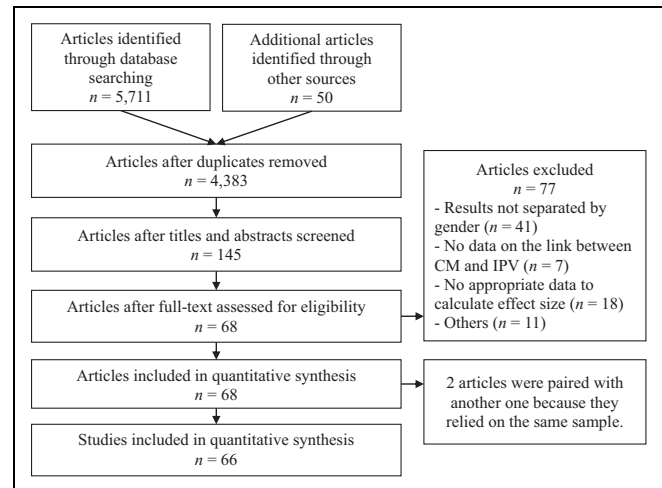 Articles identified
through database
searching
n = 5,711
Additional articles
identified through
other sources
n = 50
Articles after duplicates removed
n = 4,383
Articles after titles and abstracts screened
n = 145
Articles after full-text assessed for eligibility
n = 68
Articles excluded
n = 77
- Results not separated by
gender (n = 41)
- No data on the link between
CM and IPV (n = 7)
- No appropriate data to
calculate effect size (n = 18)
- Others (n = 11)
Articles included in quantitative synthesis
n = 68
2 articles were paired with
another one because they
relied on the same sample.
Studies included in quantitative synthesis
n = 66